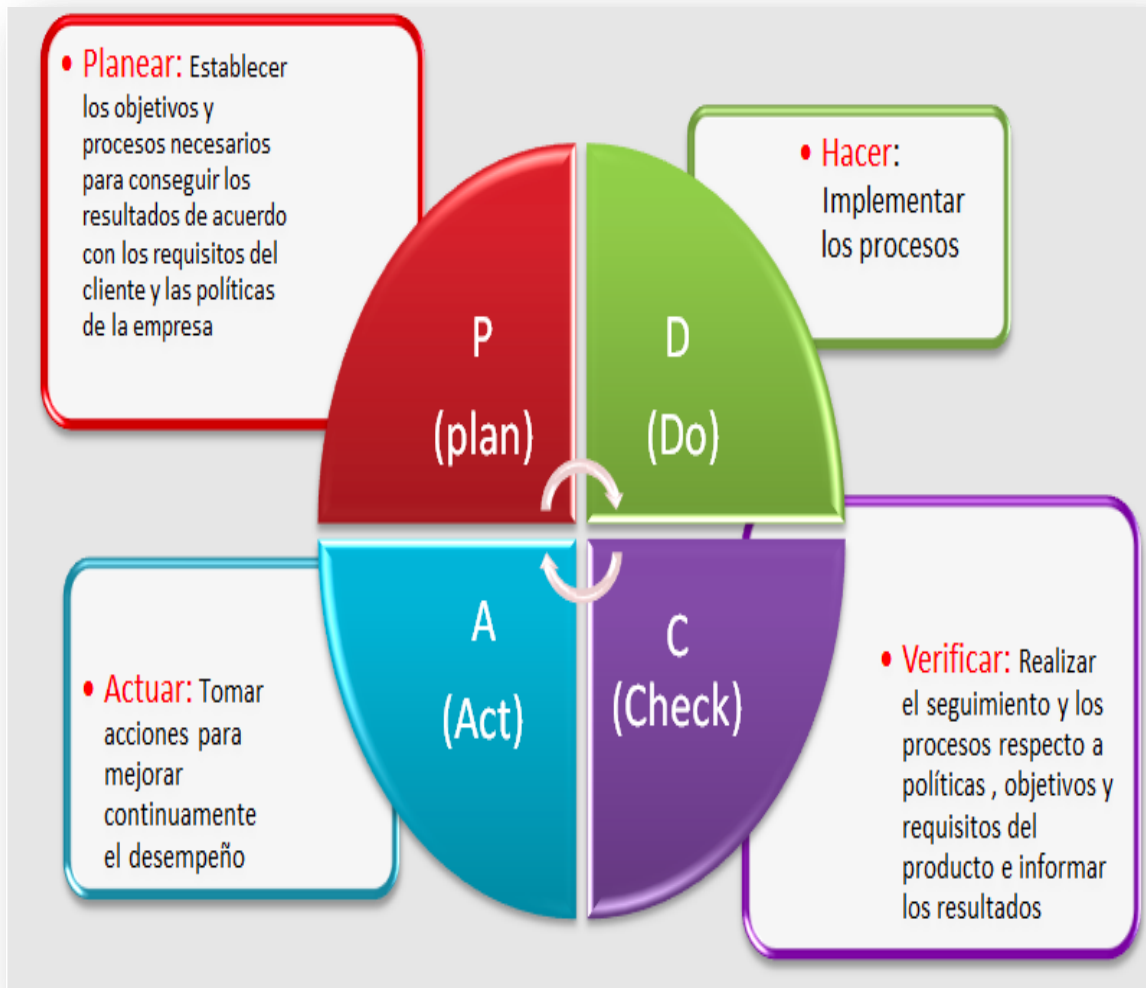 • Planear: Establecer
los objetivos y
procesos necesarios
para conseguir los
resultados de acuerdo
con los requisitos del
cliente y las políticas
de la empresa
• Hacer:
Implementar
los procesos
P
(plan)
D
(Do)
A
(Act)
C
(Check)
• Actuar: Tomar
acciones para
mejorar
continuamente
el desempeño
• Verificar: Realizar
el seguimiento y los
procesos respecto a
políticas , objetivos y
requisitos del
producto e informar
los resultados